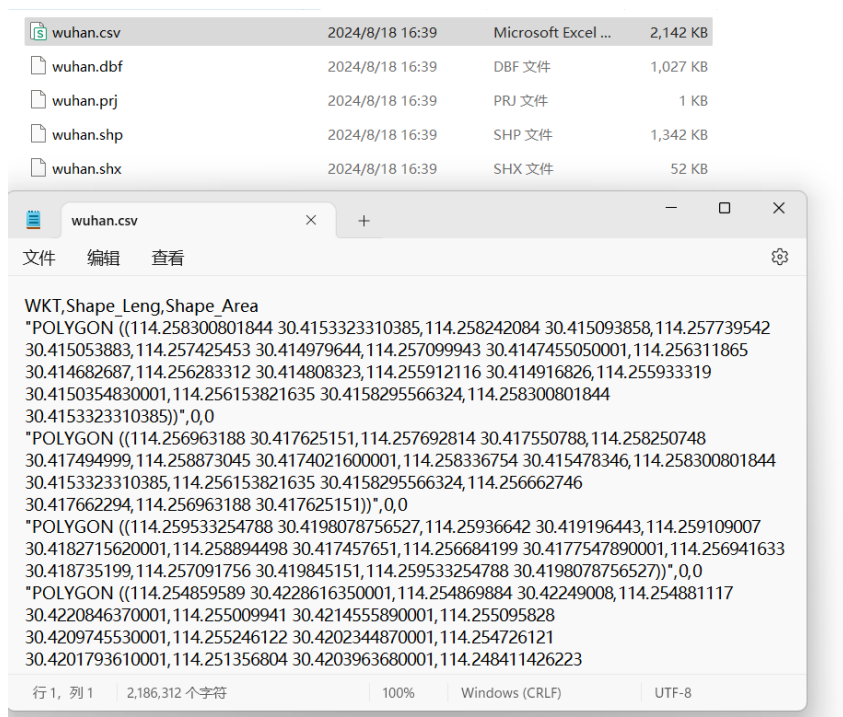 wuhan.csv 2024/8/18 16:39 Microsoft Excel ... 2,142 KB
wuhan.dbf 2024/8/18 16:39 DBF 文件 1,027 KB
wuhan.prj 2024/8/18 16:39 PRJ 文件 1 KB
wuhan.shp 2024/8/18 16:39 SHP 文件 1,342 KB
wuhan.shx 2024/8/18 16:39 SHX 文件 52 KB
wuhan.csv
文件 编辑 查看
WKT,Shape_Leng,Shape_Area
"POLYGON ((114.258300801844 30.4153323310385,114.258242084 30.415093858,114.257739542
30.415053883,114.257425453 30.414979644,114.257099943 30.4147455050001,114.256311865
30.414682687,114.256283312 30.414808323,114.255912116 30.414916826,114.255933319
30.4150354830001,114.256153821635 30.4158295566324,114.258300801844
30.4153323310385))",0,0
"POLYGON ((114.256963188 30.417625151,114.257692814 30.417550788,114.258250748
30.417494999,114.258873045 30.4174021600001,114.258336754 30.415478346,114.258300801844
30.4153323310385,114.256153821635 30.4158295566324,114.256662746
30.417662294,114.256963188 30.417625151))",0,0
"POLYGON ((114.259533254788 30.4198078756527,114.25936642 30.419196443,114.259109007
30.4182715620001,114.258894498 30.417457651,114.256684199 30.4177547890001,114.256941633
30.418735199,114.257091756 30.419845151,114.259533254788 30.4198078756527))",0,0
"POLYGON ((114.254859589 30.4228616350001,114.254869884 30.42249008,114.254881117
30.4220846370001,114.255009941 30.4214555890001,114.255095828
30.4209745530001,114.255246122 30.4202344870001,114.254726121
30.4201793610001,114.251356804 30.4203963680001,114.248411426223
行 1，列 1 2,186,312 个字符 100% Windows (CRLF) UTF-8